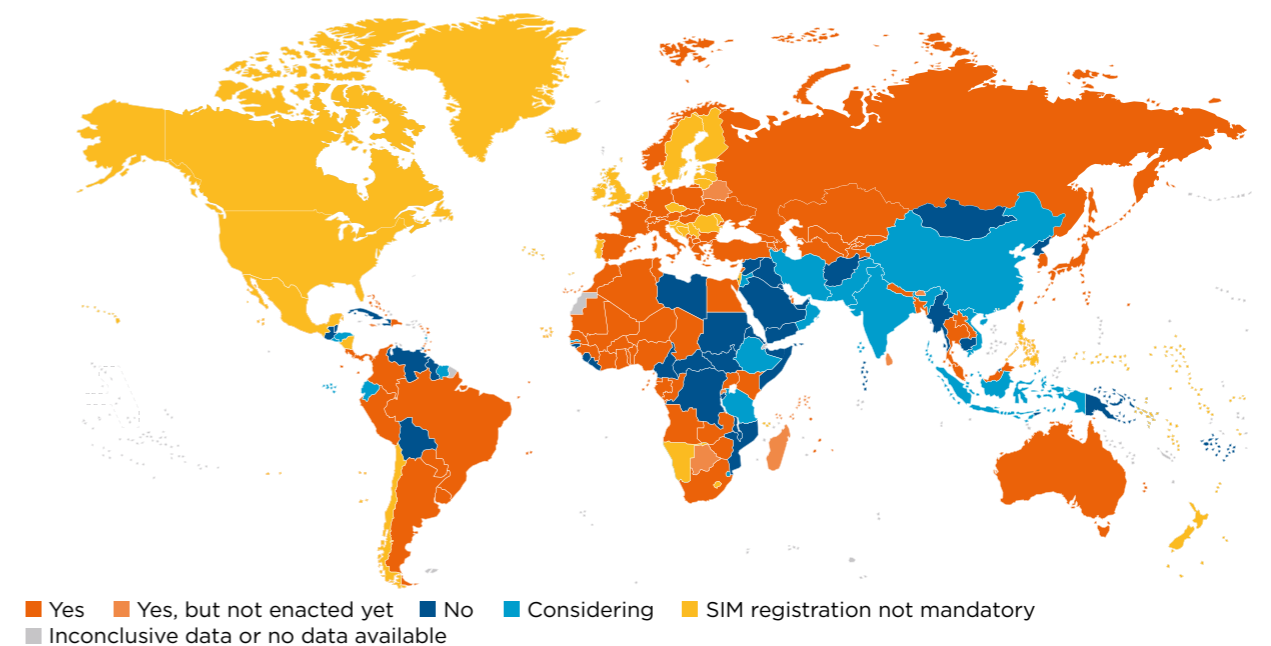 Yes Yes, but not enacted yet No Considering SIM registration not mandatory
Inconclusive data or no data available